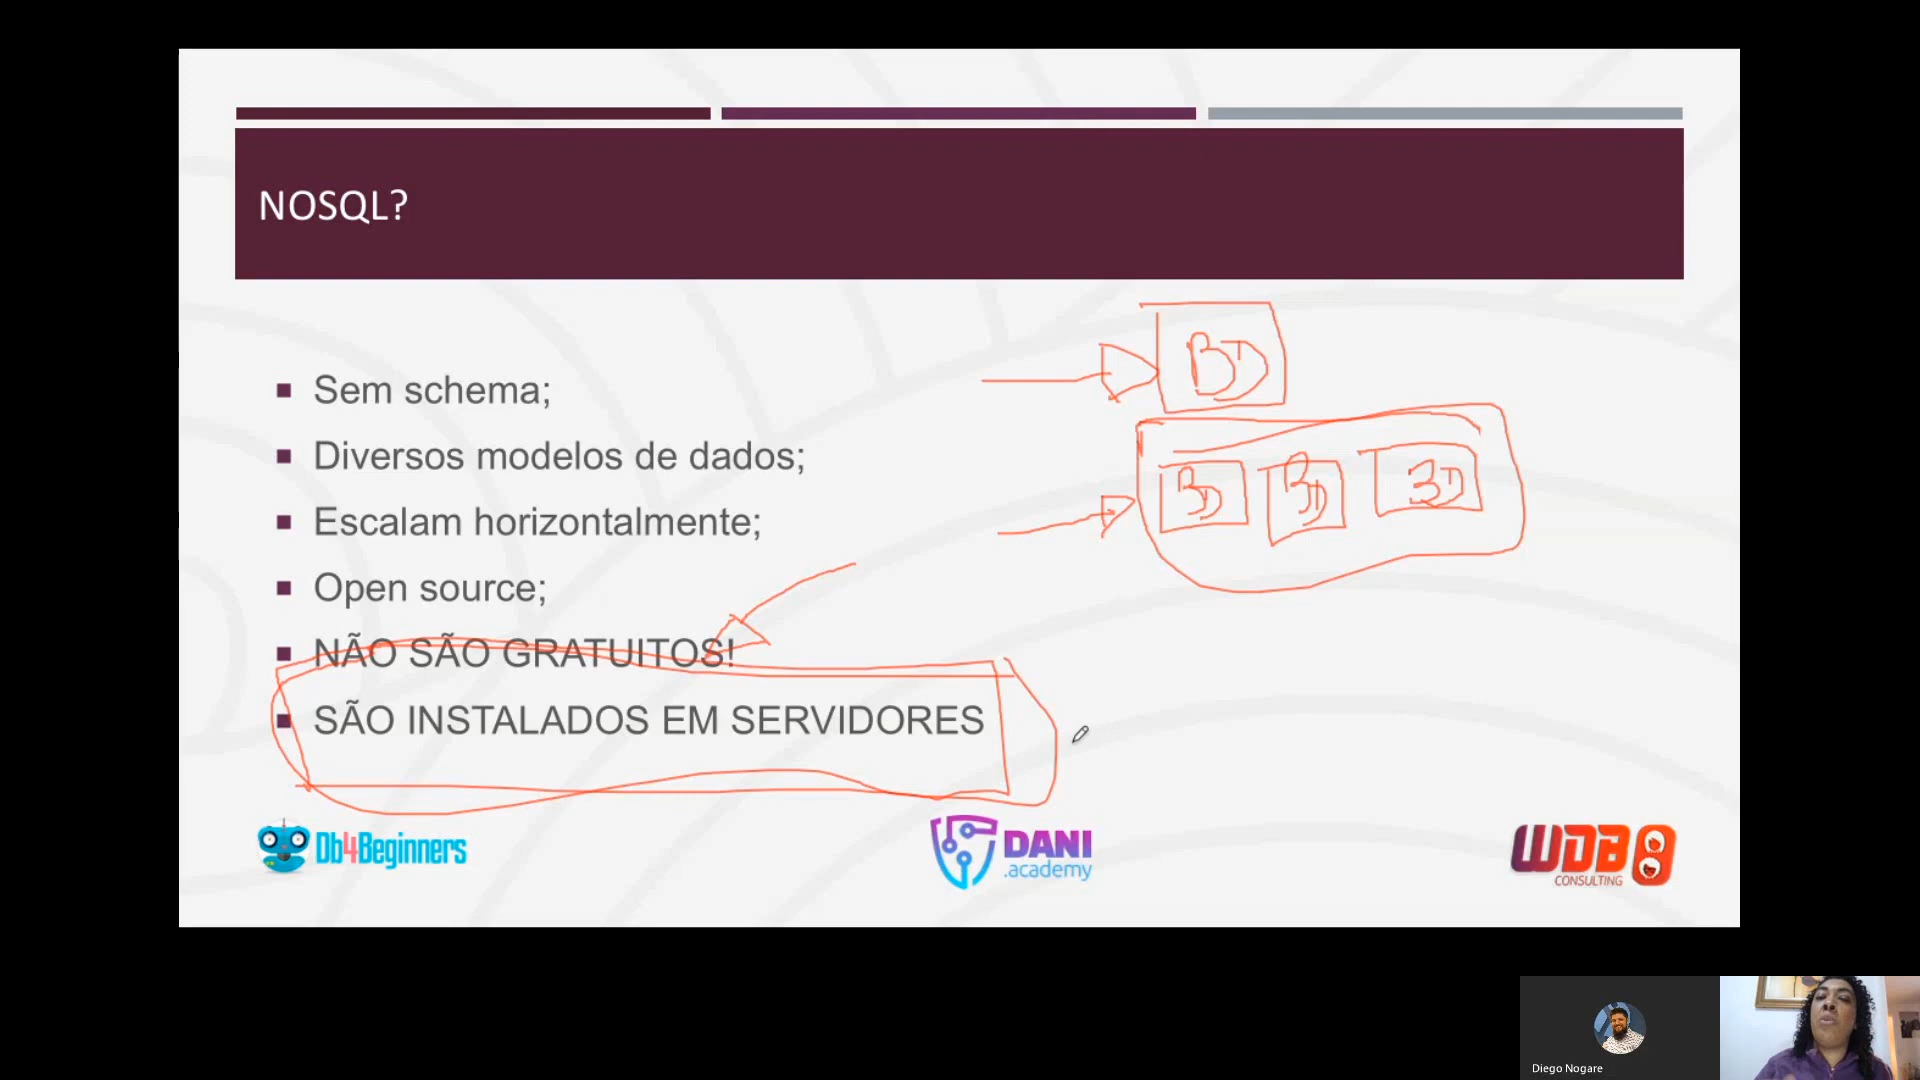 NOSQL?
Sem schema;
Diversos modelos de dados;
Escalam horizontalmente;
Open source;
NÃO SÃO GRATUITOS!
SÃO INSTALADOS EM SERVIDORES
BD
BD BD BD
Db4Beginners
DANI
.academy
WDB
CONSULTING
Diego Nogare